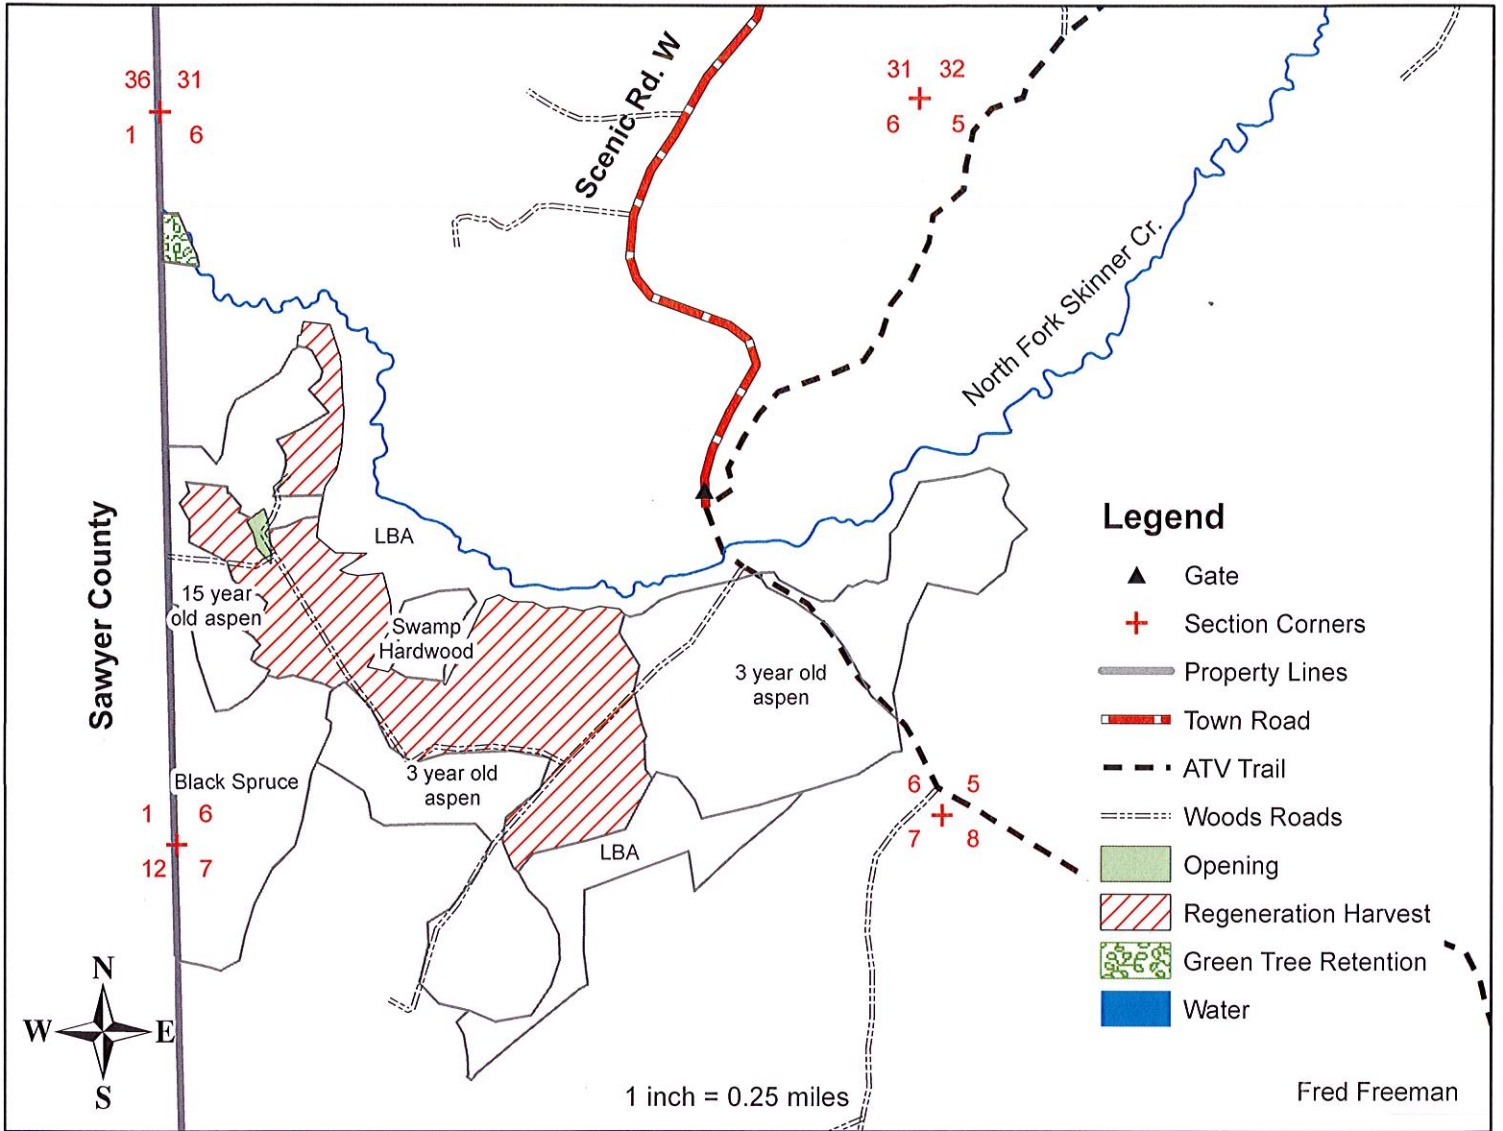 36 31
1 6
31 32
6 5
Scenic Rd. W
North Fork Skinner Cr.
Sawyer County
LBA
15 year
old aspen
Swamp
Hardwood
3 year old
aspen
Black Spruce
3 year old
aspen
LBA
1 6
12 7
6 5
7 8
Legend
Gate
Section Corners
Property Lines
Town Road
ATV Trail
Woods Roads
Opening
Regeneration Harvest
Green Tree Retention
Water
N
W E
S
1 inch = 0.25 miles
Fred Freeman